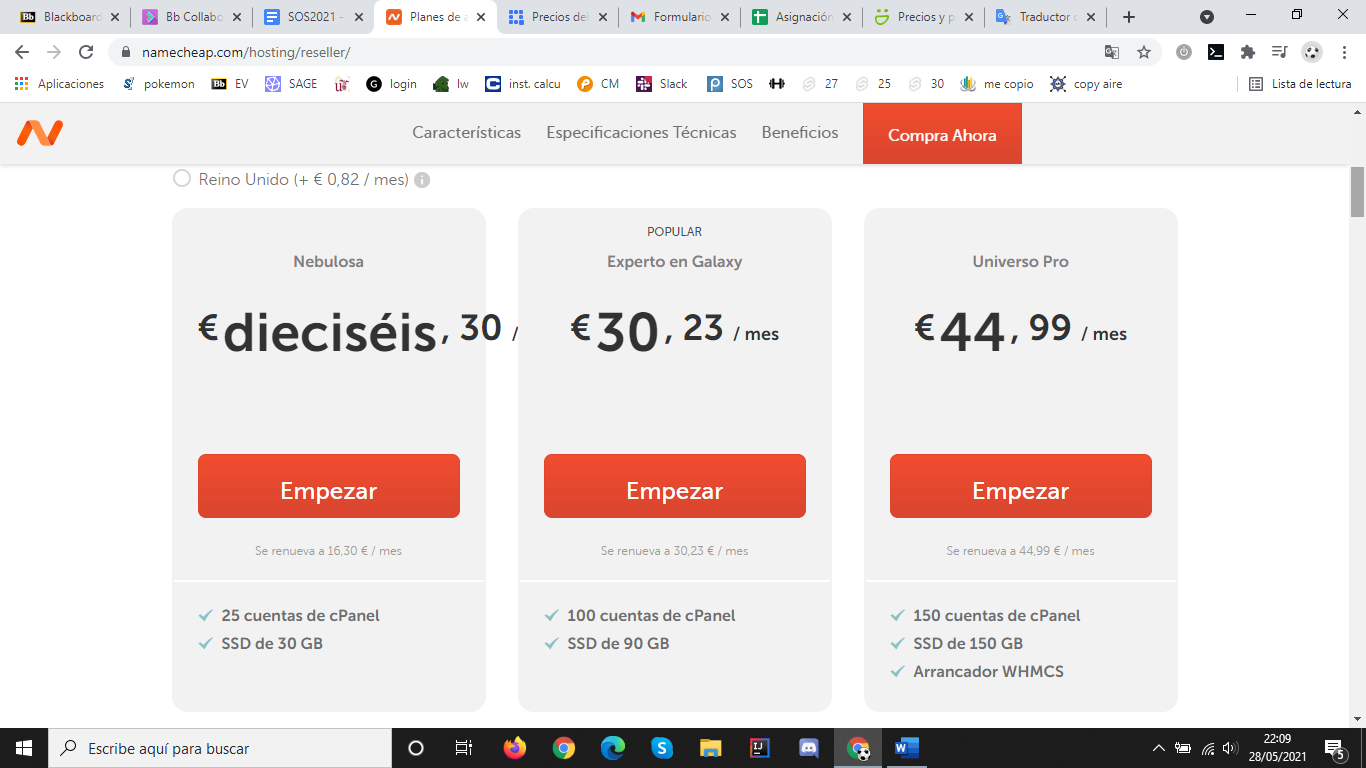 Blackboard
Bb Collabo
SOS2021 -
Planes de a
Precios del
Formulario
Asignación
Precios y p
Traductor d
namecheap.com/hosting/reseller/
Aplicaciones
pokemon
EV
SAGE
login
lw
inst. calcu
CM
Slack
SOS
27
25
30
me copio
copy aire
Lista de lectura
Características
Especificaciones Técnicas
Beneficios
Compra Ahora
Reino Unido (+ € 0,82 / mes)
Nebulosa
€ dieciséis, 30 /
Empezar
Se renueva a 16,30 € / mes
25 cuentas de cPanel
SSD de 30 GB
POPULAR
Experto en Galaxy
€ 30, 23 / mes
Empezar
Se renueva a 30,23 € / mes
100 cuentas de cPanel
SSD de 90 GB
Universo Pro
€ 44, 99 / mes
Empezar
Se renueva a 44,99 € / mes
150 cuentas de cPanel
SSD de 150 GB
Arrancador WHMCS
Escribe aquí para buscar
22:09
28/05/2021
5